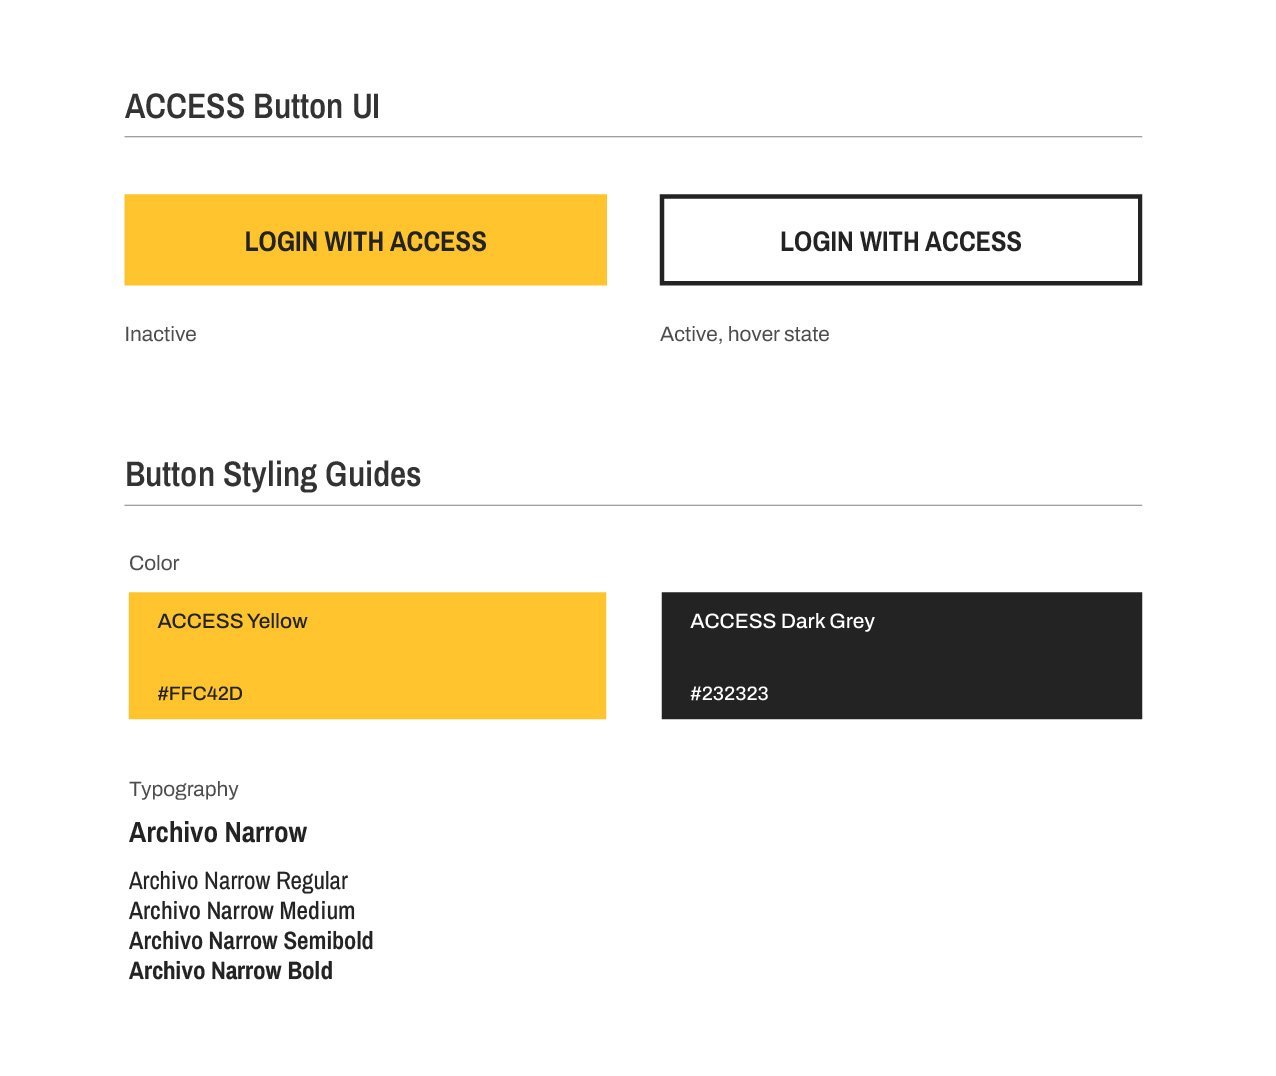 ACCESS Button UI
LOGIN WITH ACCESS
LOGIN WITH ACCESS
Inactive
Active, hover state
Button Styling Guides
Color
ACCESS Yellow
#FFC42D
ACCESS Dark Grey
#232323
Typography
Archivo Narrow
Archivo Narrow Regular
Archivo Narrow Medium
Archivo Narrow Semibold
Archivo Narrow Bold